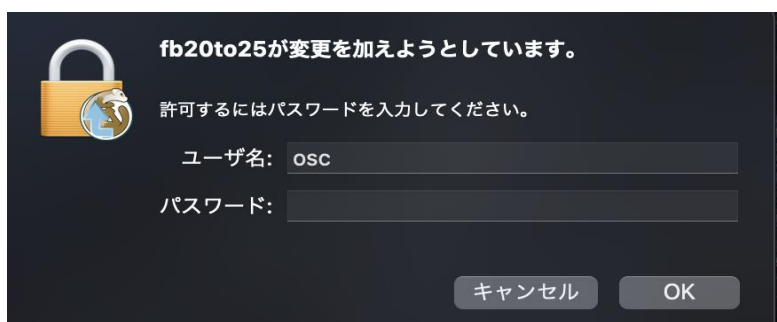 fb20to25が変更を加えようとしています。
許可するにはパスワードを入力してください。
ユーザ名: osc
パスワード:
キャンセル OK